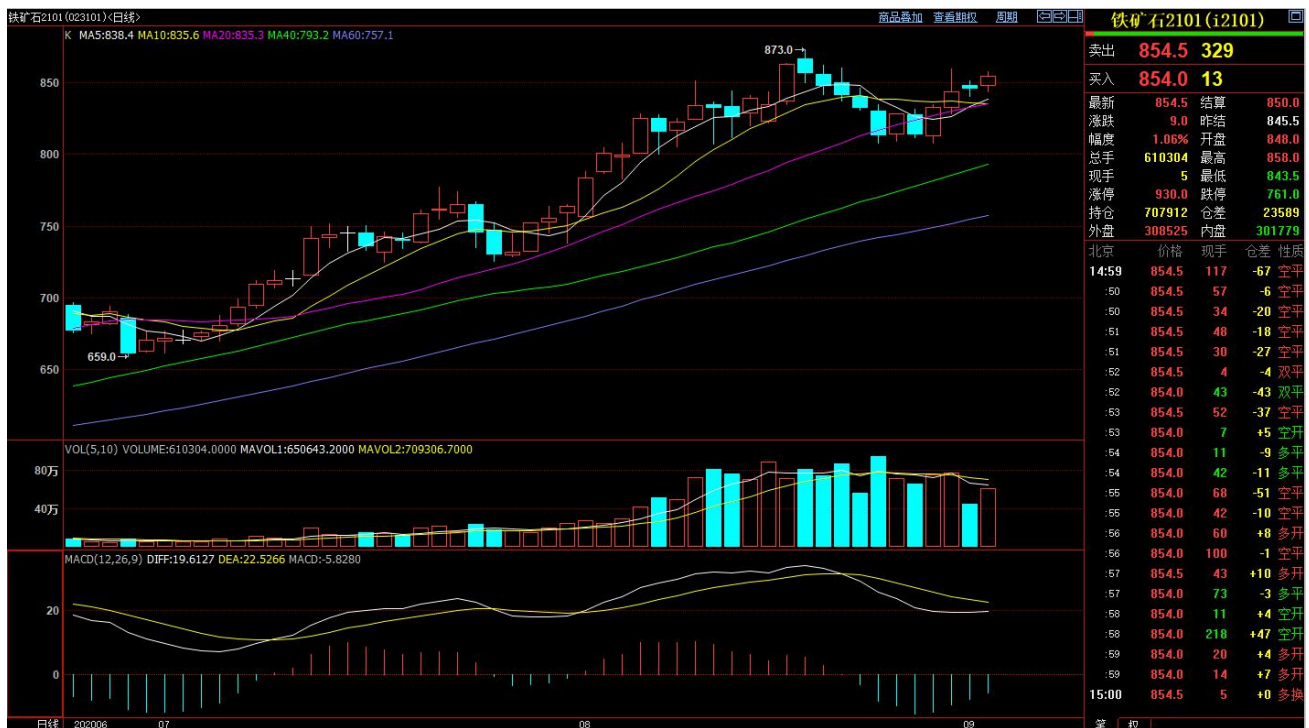 铁矿石2101(023101)<日线>
商品叠加 查看期权 周期
K MA5:838.4 MA10:835.6 MA20:835.3 MA40:793.2 MA60:757.1
873.0→
850
800
750
700
659.0→
650
VOL(5,10) VOLUME:610304.0000 MAVOL1:650643.2000 MAVOL2:709306.7000
80万
40万
MACD(12,26,9) DIFF:19.6127 DEA:22.5266 MACD:-5.8280
20
0
日线 202006 07 08 09
铁矿石2101(i2101)
卖出 854.5 329
买入 854.0 13
最新 854.5 结算 850.0
涨跌 9.0 昨结 845.5
幅度 1.06% 开盘 848.0
总手 610304 最高 858.0
现手 5 最低 843.5
涨停 930.0 跌停 761.0
持仓 707912 仓差 23589
外盘 308525 内盘 301779
北京 价格 现手 仓差 性质
14:59 854.5 117 -67 空平
:50 854.5 57 -6 空平
:50 854.5 34 -20 空平
:51 854.5 48 -18 空平
:51 854.5 30 -27 空平
:52 854.5 4 -4 双平
:52 854.0 43 -43 双平
:53 854.5 52 -37 空平
:53 854.0 7 +5 空开
:54 854.0 11 -9 多平
:54 854.0 42 -11 多平
:55 854.0 68 -51 空平
:55 854.0 42 -10 空平
:56 854.0 60 +8 多开
:56 854.0 100 -1 空平
:57 854.5 43 +10 多开
:57 854.0 73 -3 多平
:58 854.0 11 +4 空开
:58 854.0 218 +47 空开
:59 854.0 20 +4 多开
:59 854.0 14 +7 多开
15:00 854.5 5 +0 多换
笔 权